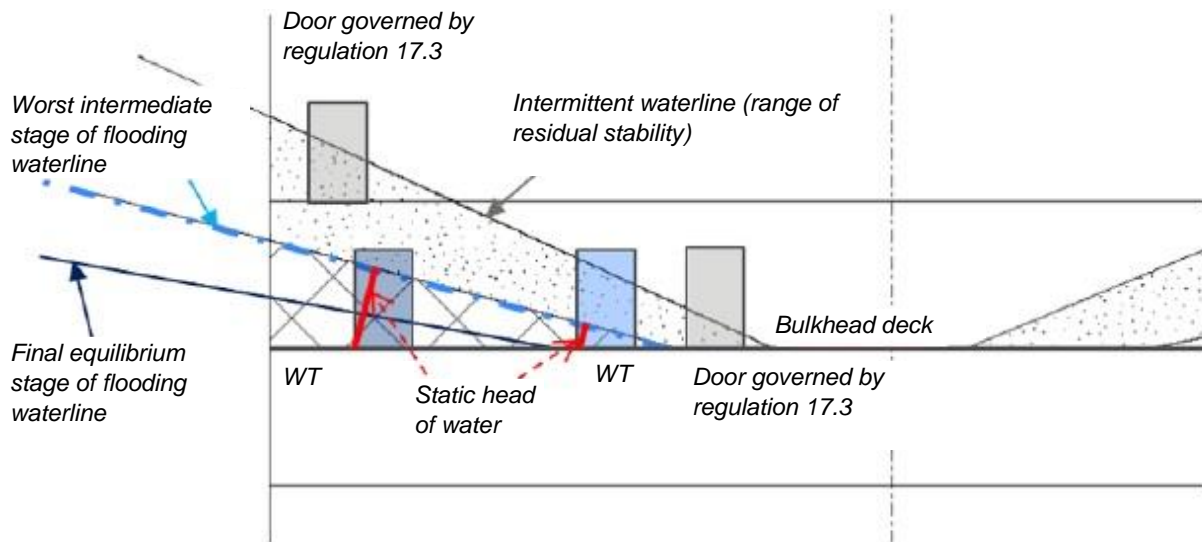 Door governed by
regulation 17.3
Worst intermediate
stage of flooding
waterline
Intermittent waterline (range of
residual stability)
Final equilibrium
stage of flooding
waterline
WT
Static head
of water
WT
Bulkhead deck
Door governed by
regulation 17.3